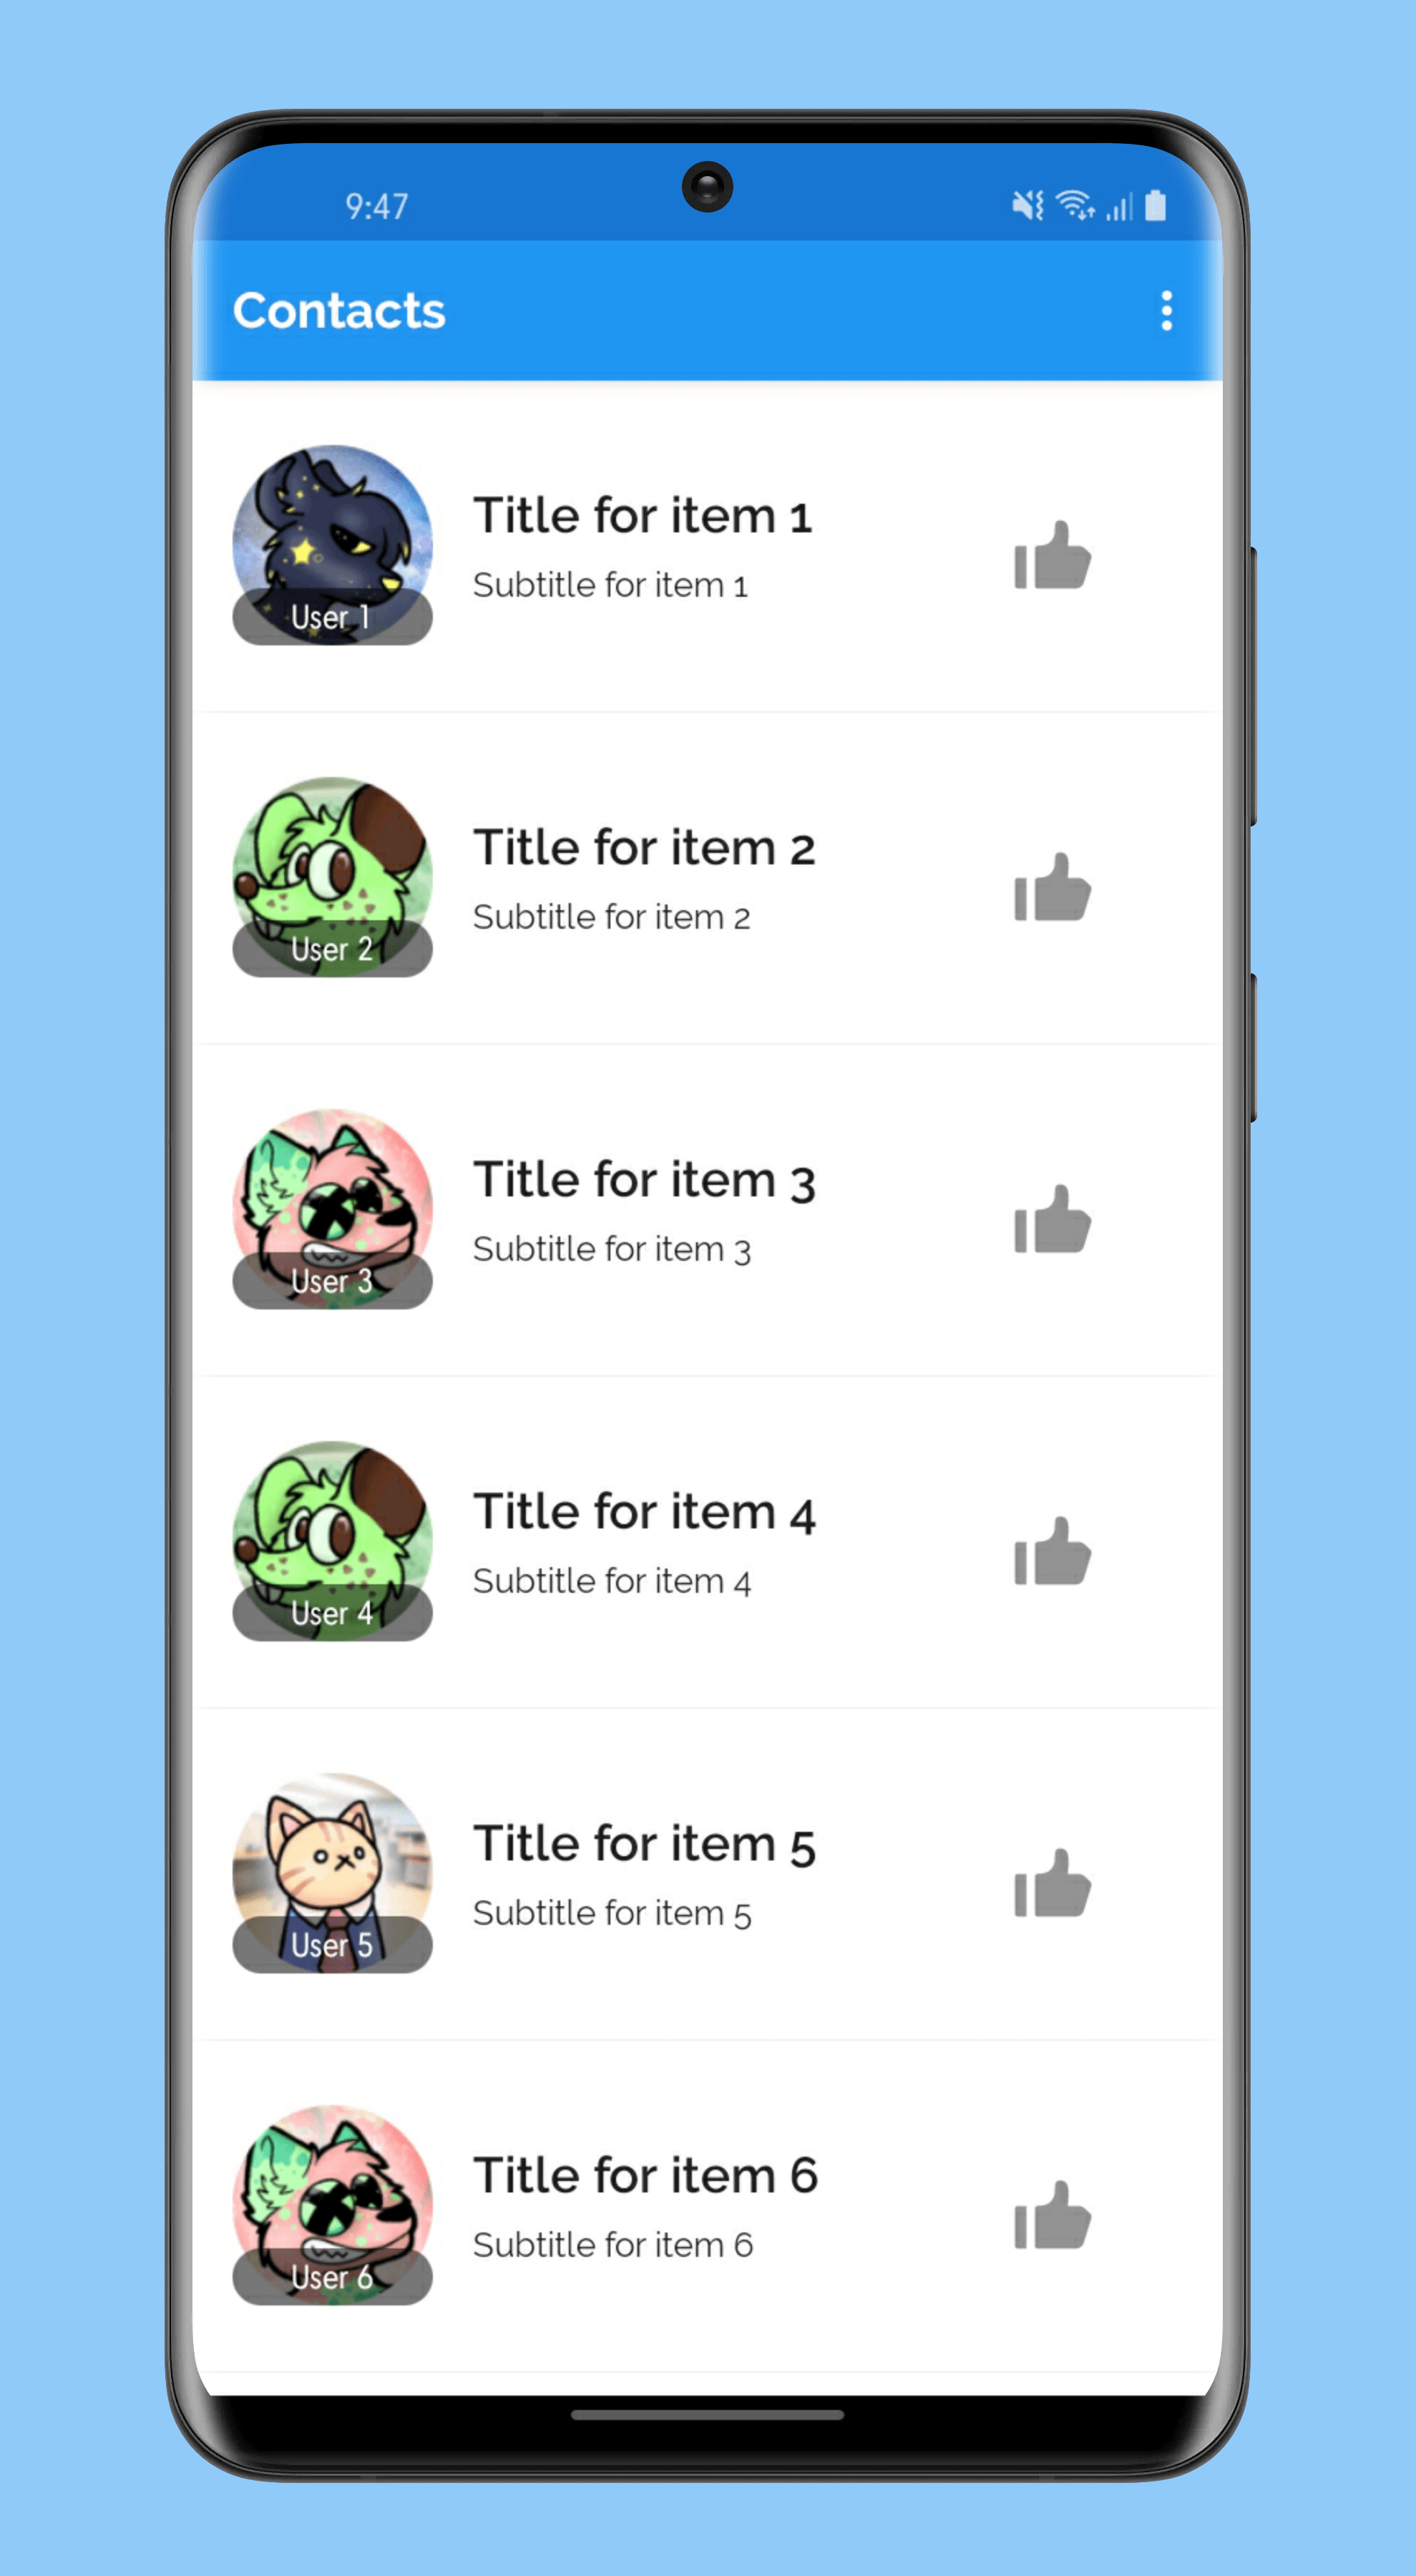 9:47
Contacts
Title for item 1
Subtitle for item 1
User 1
Title for item 2
Subtitle for item 2
User 2
Title for item 3
Subtitle for item 3
User 3
Title for item 4
Subtitle for item 4
User 4
Title for item 5
Subtitle for item 5
User 5
Title for item 6
Subtitle for item 6
User 6